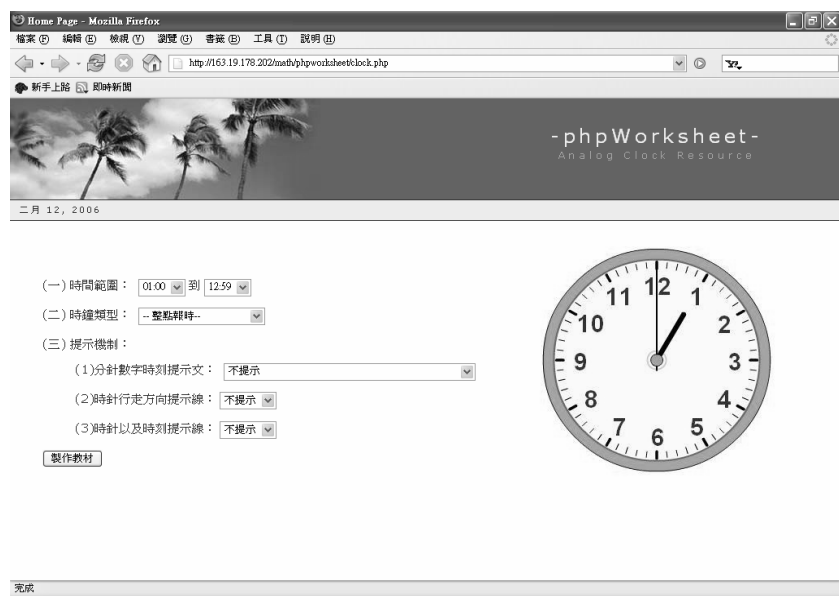 Home Page - Mozilla Firefox
檔案(F) 編輯(E) 檢視(V) 瀏覽(G) 書籤(B) 工具(T) 說明(H)
http://163.19.178.202/math/phpworksheet/clock.php
新手上路 即時新聞
-phpWorksheet-
Analog Clock Resource
二月 12, 2006
(一)時間範圍： 01:00 到 12:59
(二)時鐘類型： -- 整點報時--
(三)提示機制：
(1)分針數字時刻提示文： 不提示
(2)時針行走方向提示線： 不提示
(3)時針以及時刻提示線： 不提示
製作教材
12
1
2
3
4
5
6
7
8
9
10
11
完成